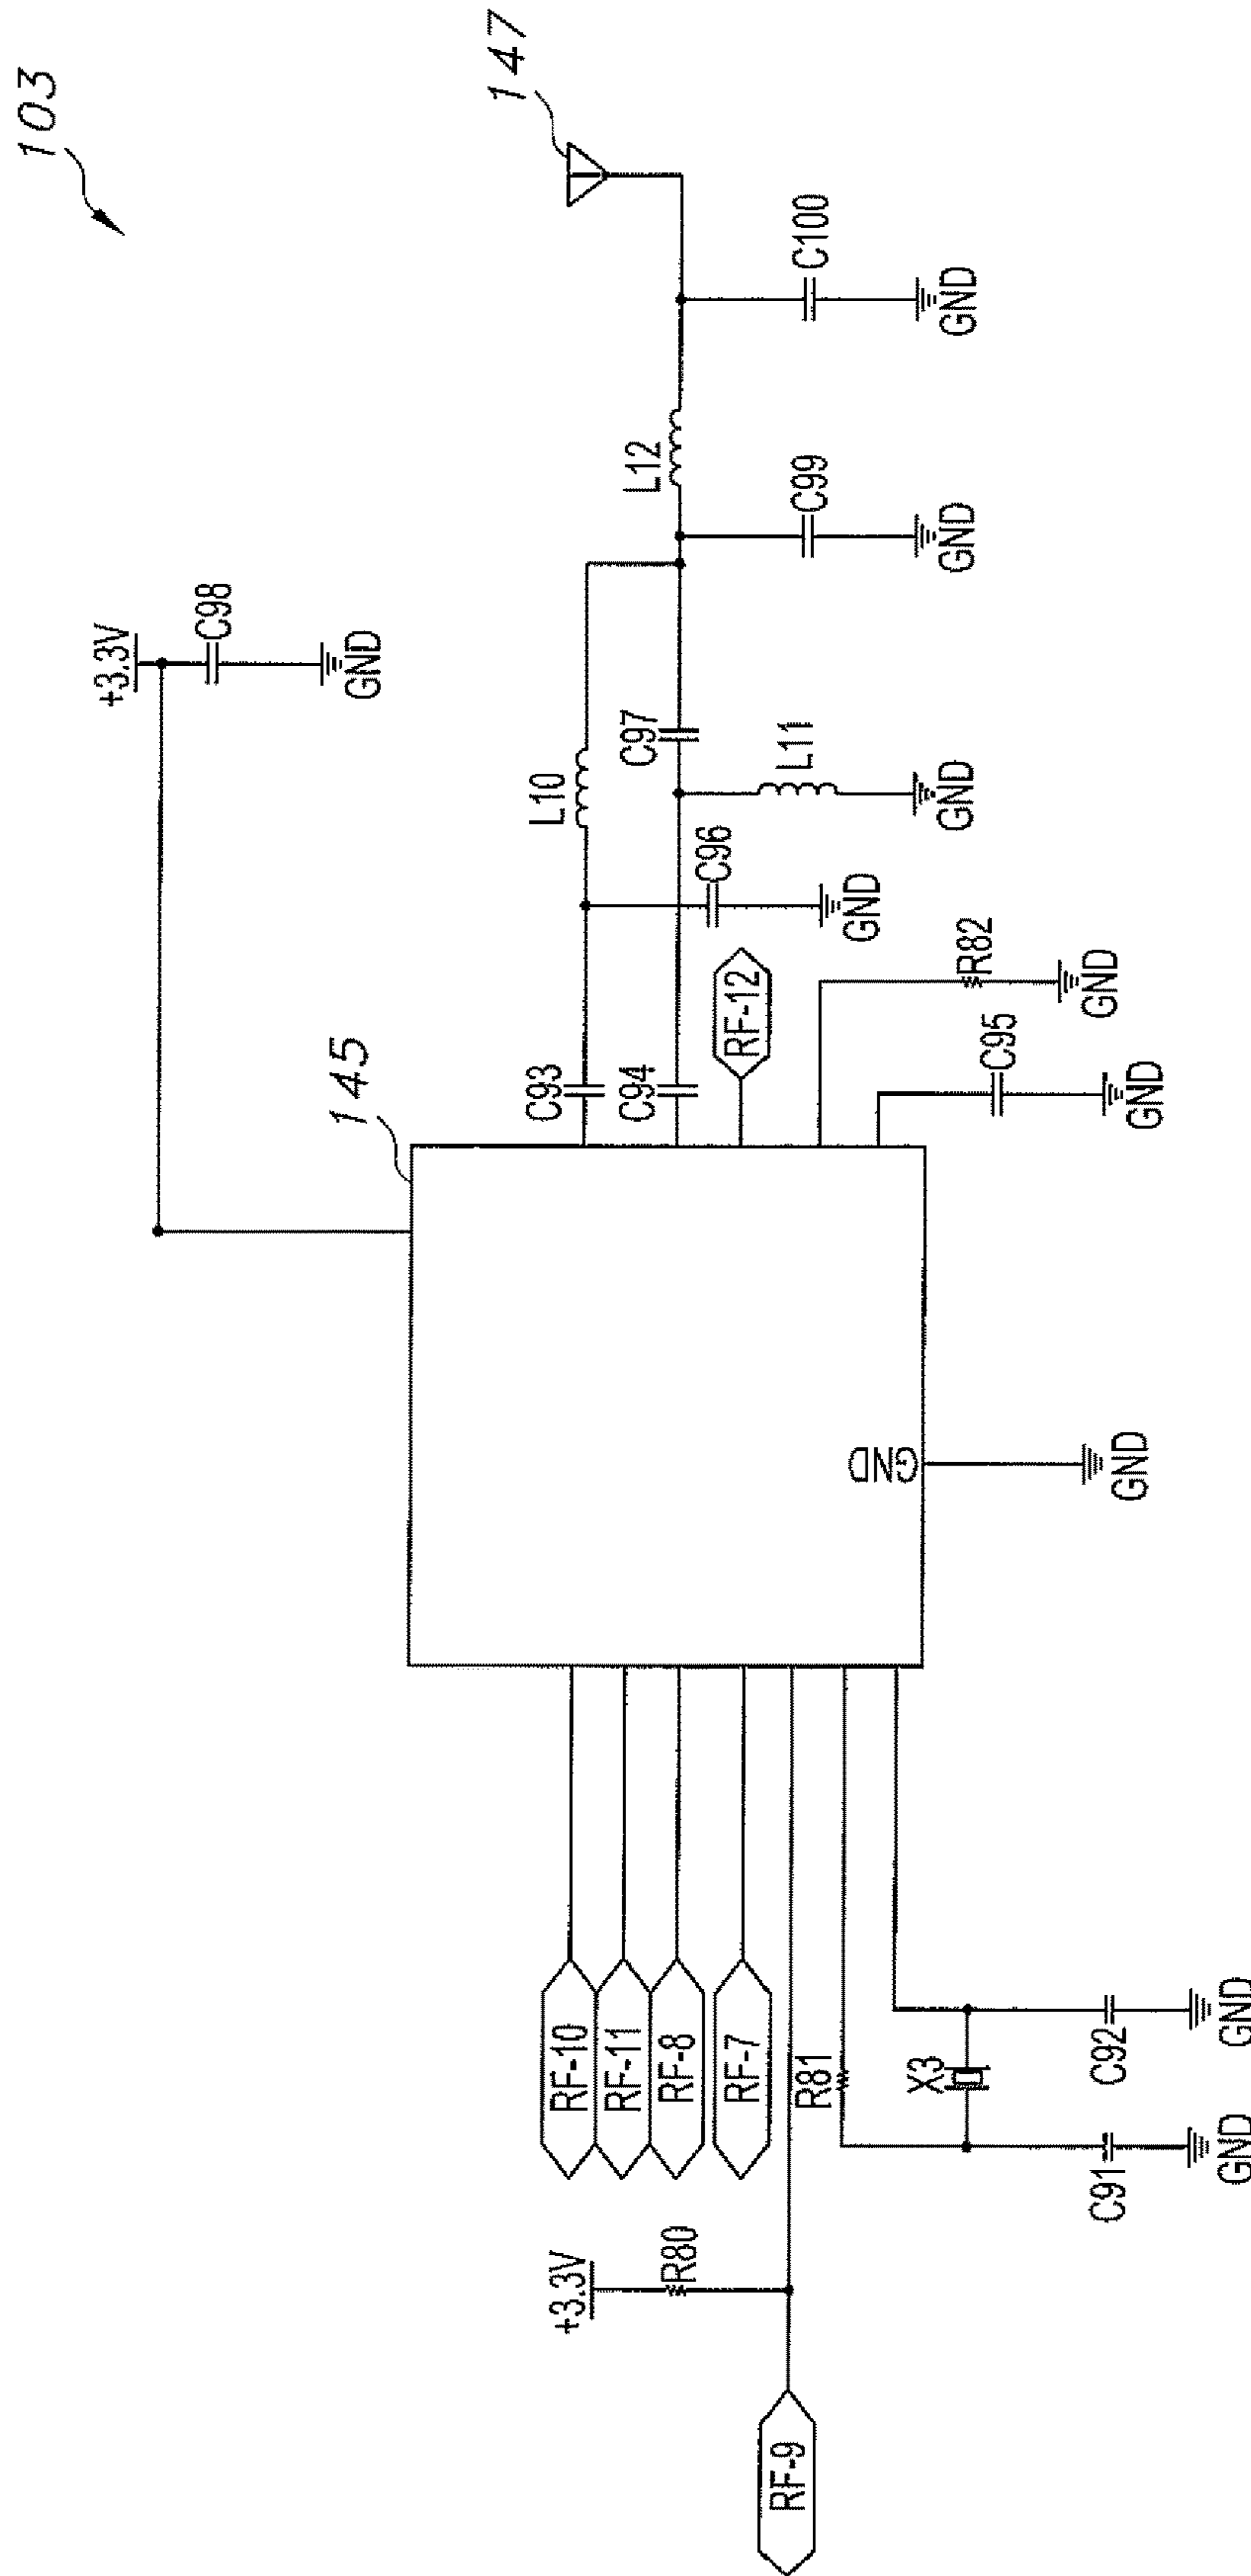 103
147
+3.3V
C98
GND
C100
GND
L12
C99
GND
L10
C97
L11
GND
C96
GND
145
C93
C94
RF-12
R82
GND
C95
GND
GND
GND
RF-10
RF-11
RF-8
RF-7
R81
X3
C92
GND
C91
GND
+3.3V
R80
RF-9